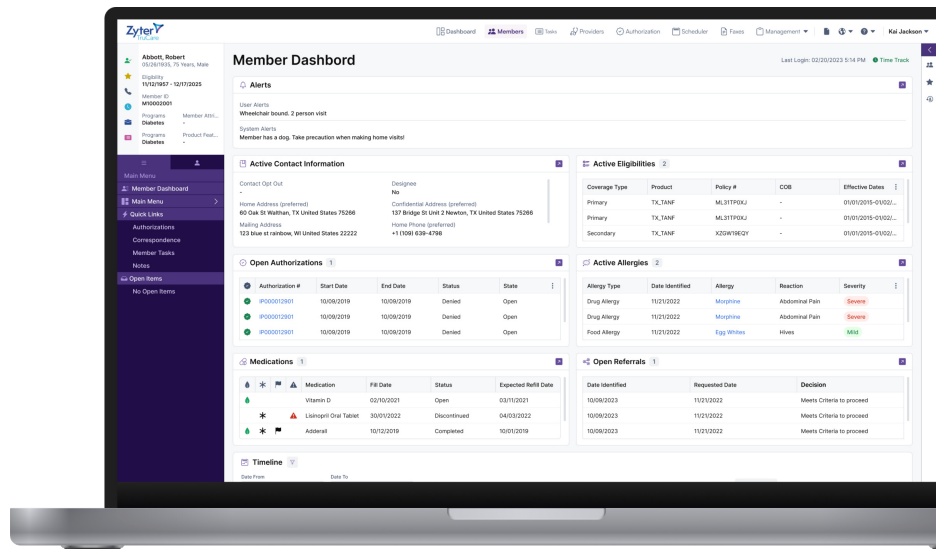 Zyter
TruCare
Dashboard Members Tasks Providers Authorization Scheduler Faxes Management Kai Jackson
Abbott, Robert
05/26/1935, 75 Years, Male
Eligibility
11/12/1957 - 12/17/2025
Member ID
M10002001
Programs Member Attri...
Diabetes -
Programs Product Feat...
Diabetes -
Main Menu
Member Dashboard
Main Menu
Quick Links
Authorizations
Correspondence
Member Tasks
Notes
Open Items
No Open Items
Member Dashbord
Last Login: 02/20/2023 5:14 PM Time Track
Alerts
User Alerts
Wheelchair bound. 2 person visit
System Alerts
Member has a dog. Take precaution when making home visits!
Active Contact Information
Contact Opt Out Designee
- No
Home Address (preferred) Confidential Address (preferred)
60 Oak St Walthan, TX United States 75266 137 Bridge St Unit 2 Newton, TX United States 75266
Mailing Address Home Phone (preferred)
123 blue st rainbow, WI United States 22222 +1 (109) 639-4798
Active Eligibilities 2
Coverage Type Product Policy # COB Effective Dates
Primary TX_TANF ML31TP0XJ - 01/01/2015-01/02/...
Primary TX_TANF ML31TP0XJ - 01/01/2015-01/02/...
Secondary TX_TANF XZGW19EQY - 01/01/2015-01/02/...
Open Authorizations 1
Authorization # Start Date End Date Status State
IP000012901 10/09/2019 10/09/2019 Denied Open
IP000012901 10/09/2019 10/09/2019 Denied Open
IP000012901 10/09/2019 10/09/2019 Denied Open
Active Allergies 2
Allergy Type Date Identified Allergy Reaction Severity
Drug Allergy 11/21/2022 Morphine Abdominal Pain Severe
Drug Allergy 11/21/2022 Morphine Abdominal Pain Severe
Food Allergy 11/21/2022 Egg Whites Hives Mild
Medications 1
Medication Fill Date Status Expected Refill Date
Vitamin D 02/10/2021 Open 03/11/2021
Lisinopril Oral Tablet 30/01/2022 Discontinued 04/03/2022
Adderall 10/12/2019 Completed 10/01/2019
Open Referrals 1
Date Identified Requested Date Decision
10/09/2023 11/21/2022 Meets Criteria to proceed
10/09/2023 11/21/2022 Meets Criteria to proceed
10/09/2023 11/21/2022 Meets Criteria to proceed
Timeline
Date From Date To